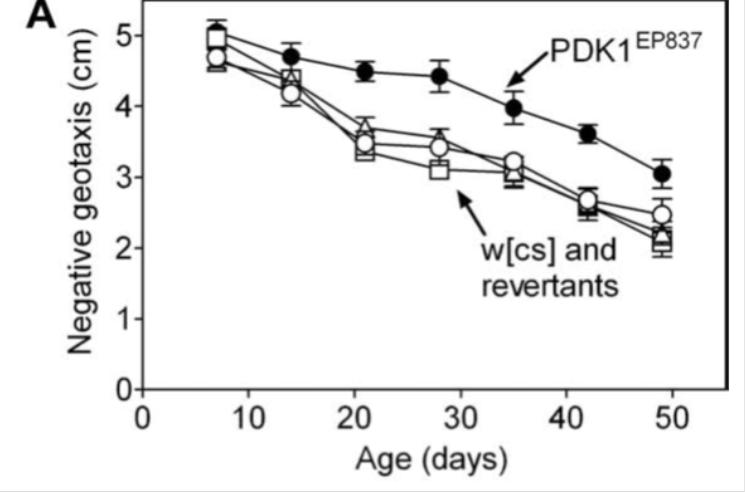 A
Negative geotaxis (cm)
5
4
3
2
1
0
PDK1EP837
w[cs] and
revertants
0 10 20 30 40 50
Age (days)